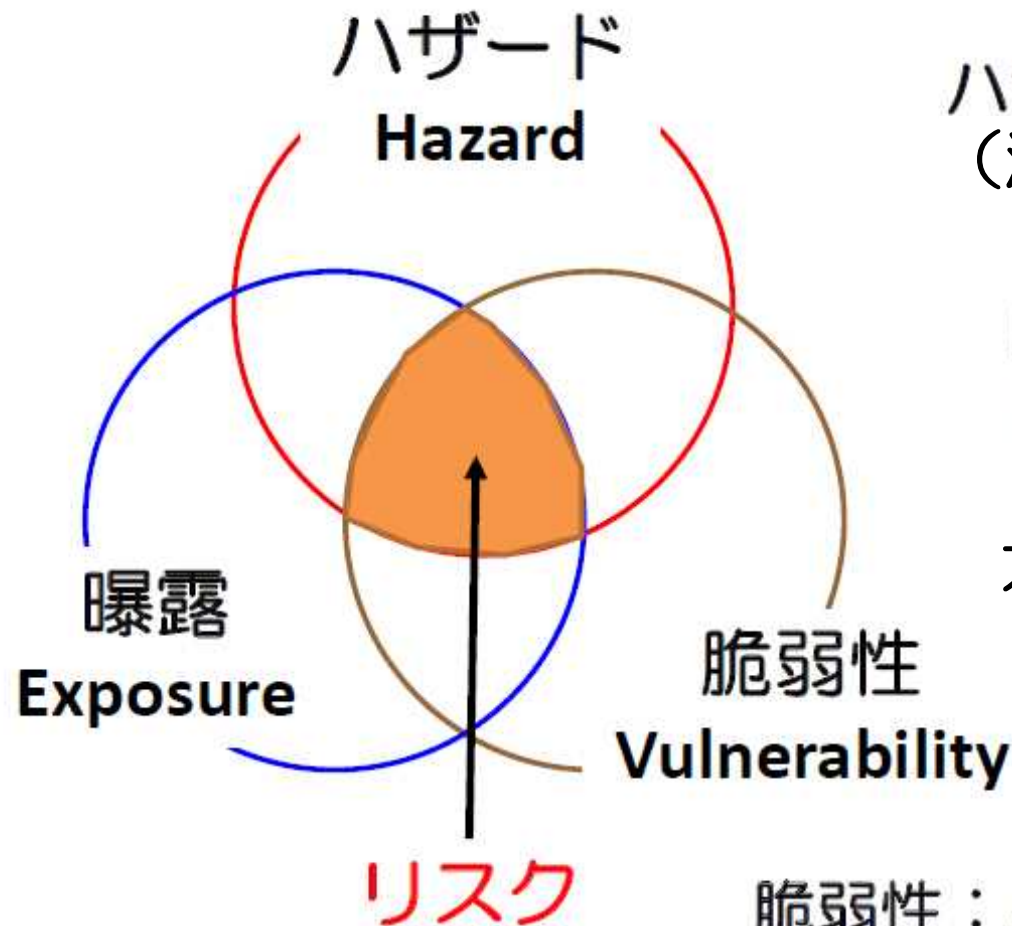 ハザード
Hazard
曝露
Exposure
脆弱性
Vulnerability
リスク
脆弱性：